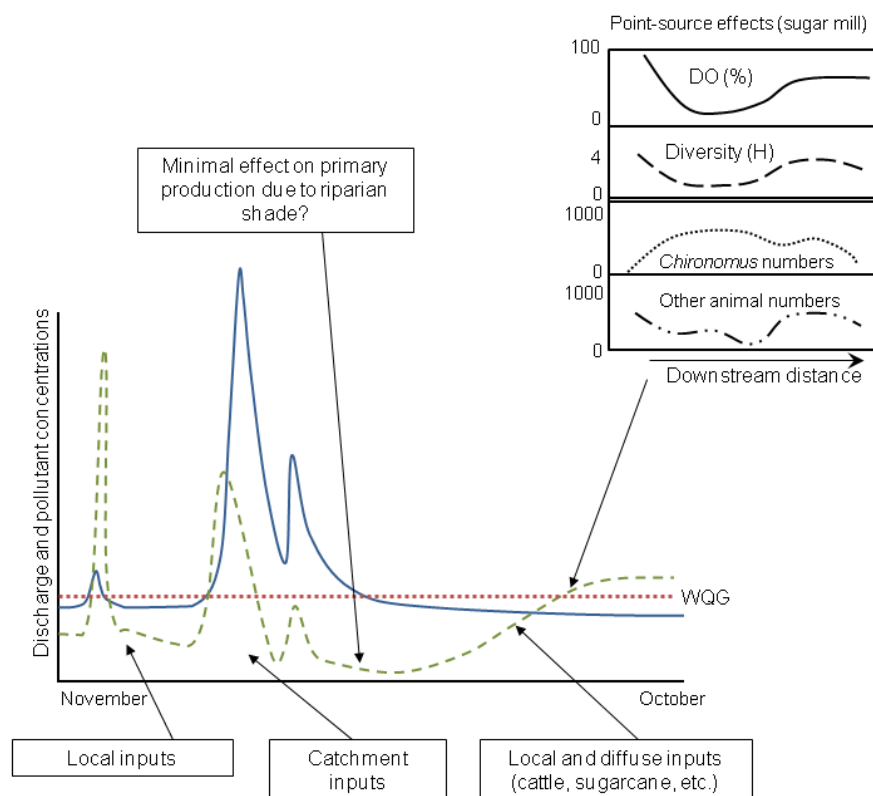 Point-source effects (sugar mill)
100
DO (%)
0
4
Diversity (H)
0
1000
Chironomus numbers
0
1000
Other animal numbers
0
Downstream distance
Minimal effect on primary
production due to riparian
shade?
Discharge and pollutant concentrations
WQG
November
October
Local inputs
Catchment
inputs
Local and diffuse inputs
(cattle, sugarcane, etc.)